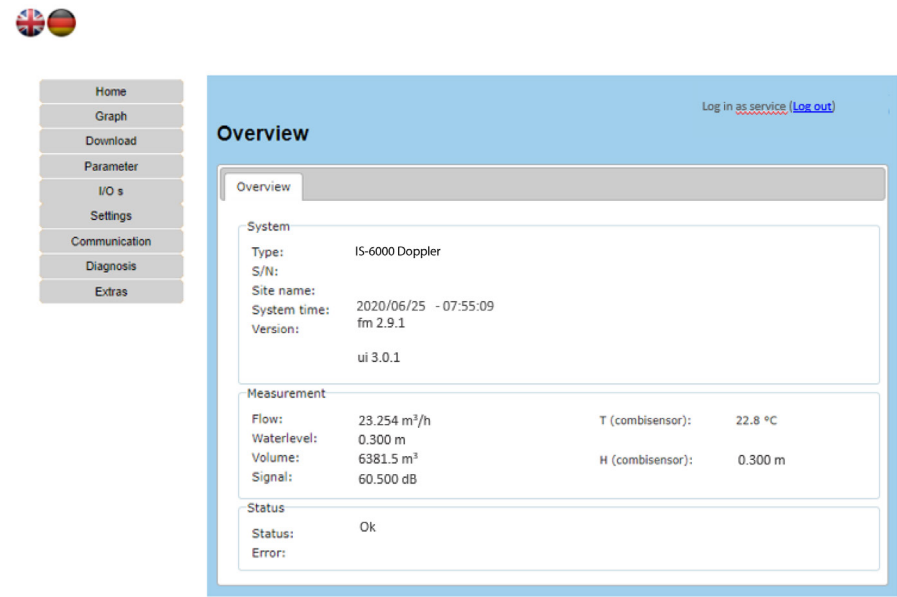 Home
Graph
Download
Parameter
I/O s
Settings
Communication
Diagnosis
Extras
Log in as service (Log out)
Overview
Overview
System
Type: IS-6000 Doppler
S/N:
Site name:
System time: 2020/06/25 - 07:55:09
Version: fm 2.9.1
ui 3.0.1
Measurement
Flow: 23.254 m³/h T (combisensor): 22.8 °C
Waterlevel: 0.300 m
Volume: 6381.5 m³ H (combisensor): 0.300 m
Signal: 60.500 dB
Status
Status: Ok
Error: